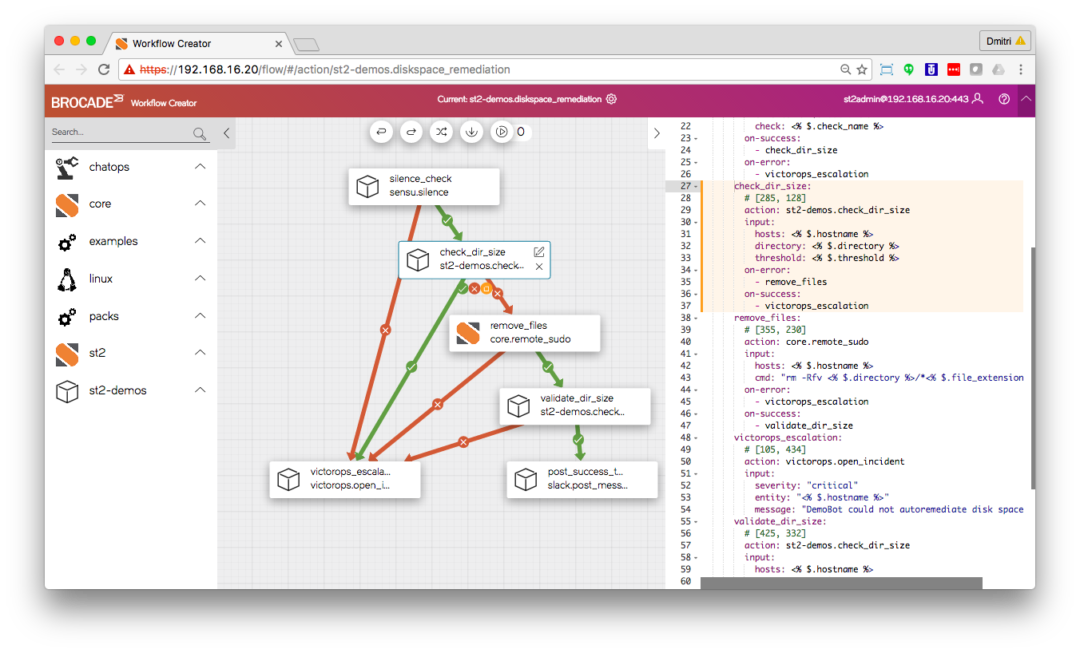 Workflow Creator
Dmitri
https://192.168.16.20/flow/#/action/st2-demos.diskspace_remediation
BROCADE Workflow Creator
Current: st2-demos.diskspace_remediation
st2admin@192.168.16.20:443
Search...
chatops
core
examples
linux
packs
st2
st2-demos
0
silence_check
sensu.silence
check_dir_size
st2-demos.check...
remove_files
core.remote_sudo
validate_dir_size
st2-demos.check...
victorops_escala...
victorops.open_i...
post_success_t...
slack.post_mess...
22 check: <% $.check_name %>
23 on-success:
24 - check_dir_size
25 on-error:
26 - victorops_escalation
27 check_dir_size:
28 # [285, 128]
29 action: st2-demos.check_dir_size
30 input:
31 hosts: <% $.hostname %>
32 directory: <% $.directory %>
33 threshold: <% $.threshold %>
34 on-error:
35 - remove_files
36 on-success:
37 - victorops_escalation
38 remove_files:
39 # [355, 230]
40 action: core.remote_sudo
41 input:
42 hosts: <% $.hostname %>
43 cmd: "rm -Rfv <% $.directory %>/*<% $.file_extension
44 on-error:
45 - victorops_escalation
46 on-success:
47 - validate_dir_size
48 victorops_escalation:
49 # [105, 434]
50 action: victorops.open_incident
51 input:
52 severity: "critical"
53 entity: "<% $.hostname %>"
54 message: "DemoBot could not autoremediate disk space
55 validate_dir_size:
56 # [425, 332]
57 action: st2-demos.check_dir_size
58 input:
59 hosts: <% $.hostname %>
60